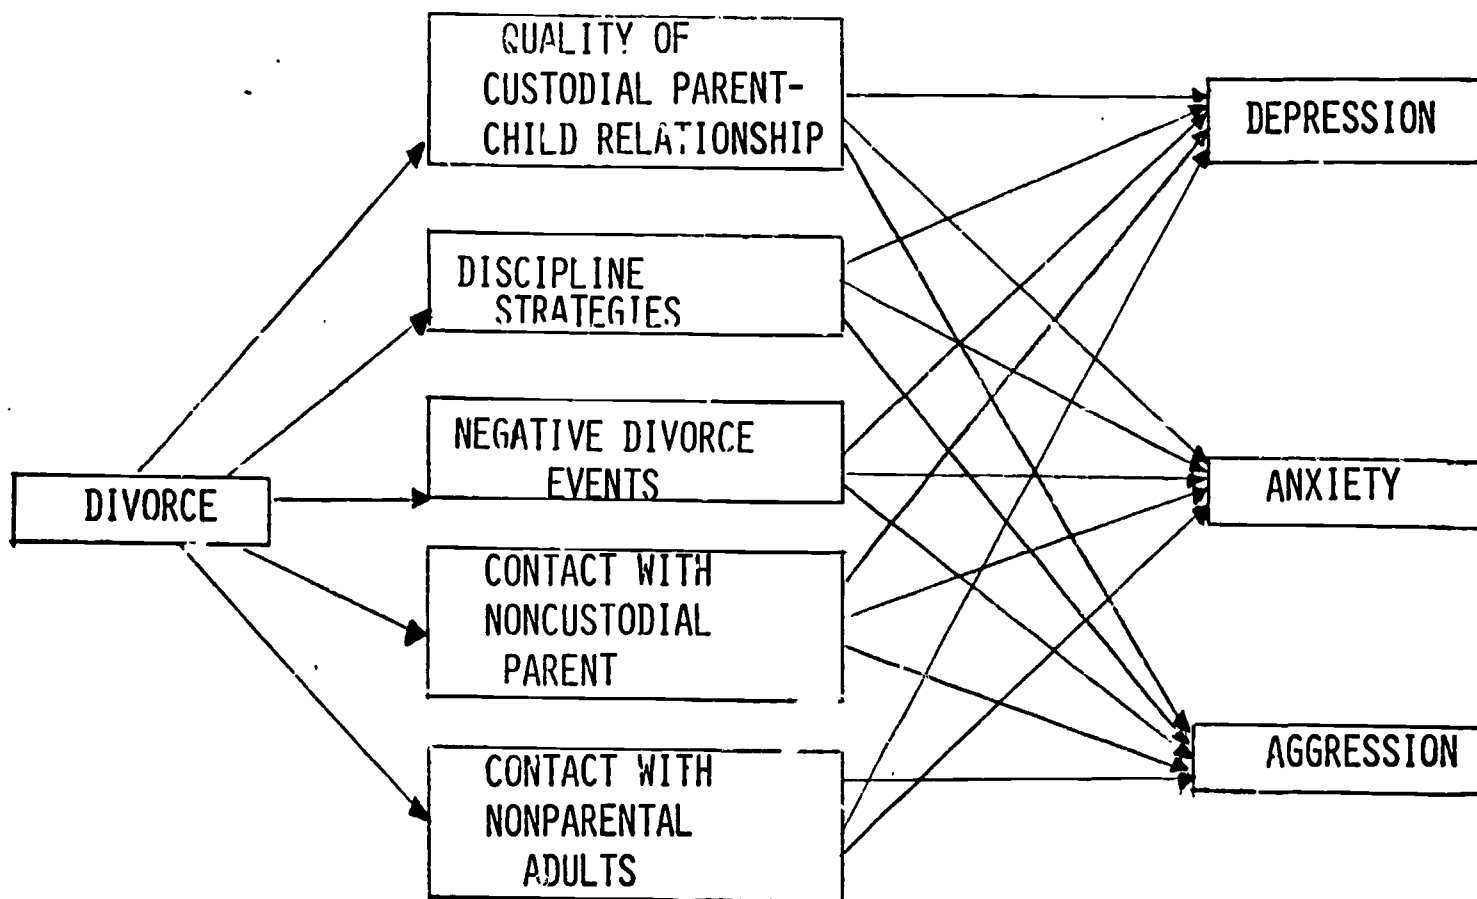 QUALITY OF
CUSTODIAL PARENT-
CHILD RELATIONSHIP
DISCIPLINE
STRATEGIES
NEGATIVE DIVORCE
EVENTS
CONTACT WITH
NONCUSTODIAL
PARENT
CONTACT WITH
NONPARENTAL
ADULTS
DIVORCE
DEPRESSION
ANXIETY
AGGRESSION